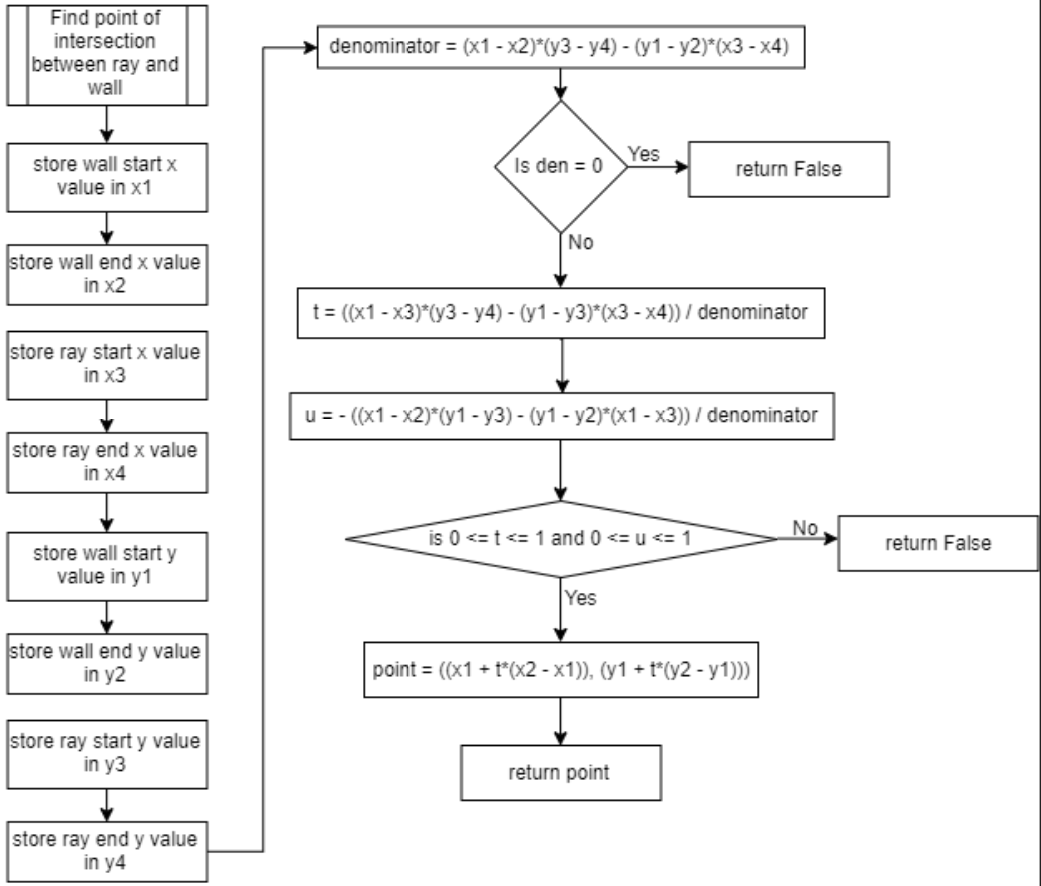 Find point of
intersection
between ray and
wall
store wall start x
value in x1
store wall end x value
in x2
store ray start x value
in x3
store ray end x value
in x4
store wall start y
value in y1
store wall end y value
in y2
store ray start y value
in y3
store ray end y value
in y4
denominator = (x1 - x2)*(y3 - y4) - (y1 - y2)*(x3 - x4)
Is den = 0
Yes
return False
No
t = ((x1 - x3)*(y3 - y4) - (y1 - y3)*(x3 - x4)) / denominator
u = - ((x1 - x2)*(y1 - y3) - (y1 - y2)*(x1 - x3)) / denominator
is 0 <= t <= 1 and 0 <= u <= 1
No
return False
Yes
point = ((x1 + t*(x2 - x1)), (y1 + t*(y2 - y1)))
return point